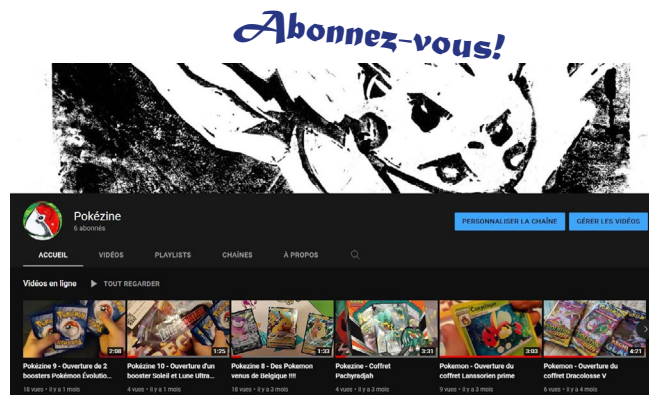 Abonnez-vous!
Pokézine
6 abonnés
PERSONNALISER LA CHAÎNE
GÉRER LES VIDÉOS
ACCUEIL
VIDÉOS
PLAYLISTS
CHAÎNES
À PROPOS
Vidéos en ligne
TOUT REGARDER
2:08
1:25
1:33
3:31
3:03
4:21
Pokézine 9 - Ouverture de 2
boosters Pokémon Évolutio...
18 vues • il y a 1 mois
Pokézine 10 - Ouverture d'un
booster Soleil et Lune Ultra...
4 vues • il y a 1 mois
Pokezine 8 - Des Pokemon
venus de Belgique !!!!
18 vues • il y a 3 mois
Pokezine - Coffret
Pachyradjah
4 vues • il y a 3 mois
Pokemon - Ouverture du
coffret Lanssorien prime
9 vues • il y a 3 mois
Pokemon - Ouverture du
coffret Dracolosse V
6 vues • il y a 4 mois